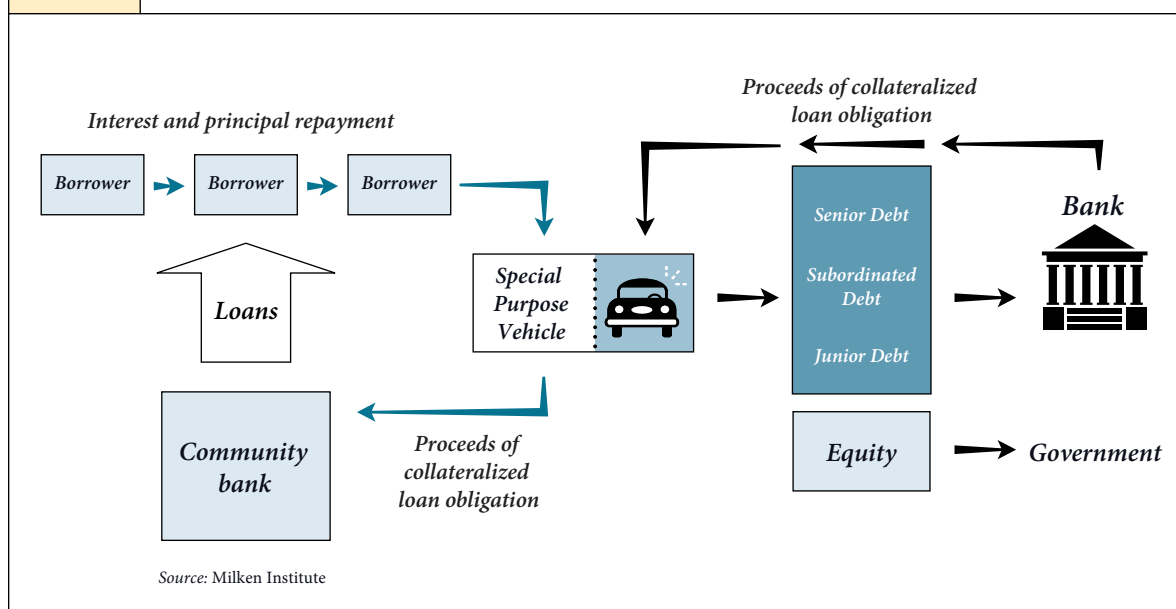 Proceeds of collateralized
loan obligation
Interest and principal repayment
Borrower
Borrower
Borrower
Senior Debt
Bank
Special
Purpose
Vehicle
Subordinated
Debt
Loans
Junior Debt
Community
bank
Proceeds of
collateralized
loan obligation
Equity
Government
Source: Milken Institute